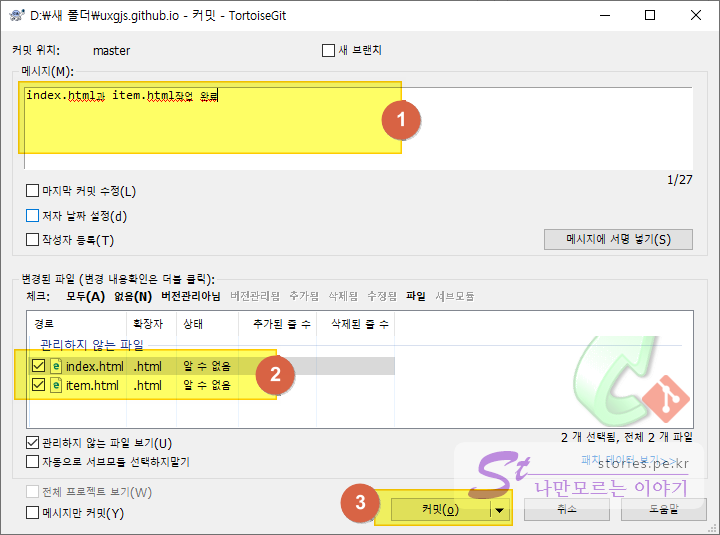 D:₩새 폴더₩uxgjs.github.io - 커밋 - TortoiseGit
커밋 위치: master 새 브랜치
메시지(M):
index.html과 item.html작업 완료
1
1/27
마지막 커밋 수정(L)
저자 날짜 설정(d)
작성자 등록(T)
메시지에 서명 넣기(S)
변경된 파일 (변경 내용확인은 더블 클릭):
체크: 모두(A) 없음(N) 버전관리아님 버전관리됨 추가됨 삭제됨 수정됨 파일 서브모듈
경로 확장자 상태 추가된 줄 수 삭제된 줄 수
관리하지 않는 파일
index.html .html 알 수 없음
item.html .html 알 수 없음
2
관리하지 않는 파일 보기(U)
2 개 선택됨, 전체 2 개 파일
자동으로 서브모듈 선택하지말기
패치 데이터 보기>>
stories.pe.kr
St 나만모르는 이야기
전체 프로젝트 보기(W)
메시지만 커밋(Y)
3
커밋(o) 취소 도움말